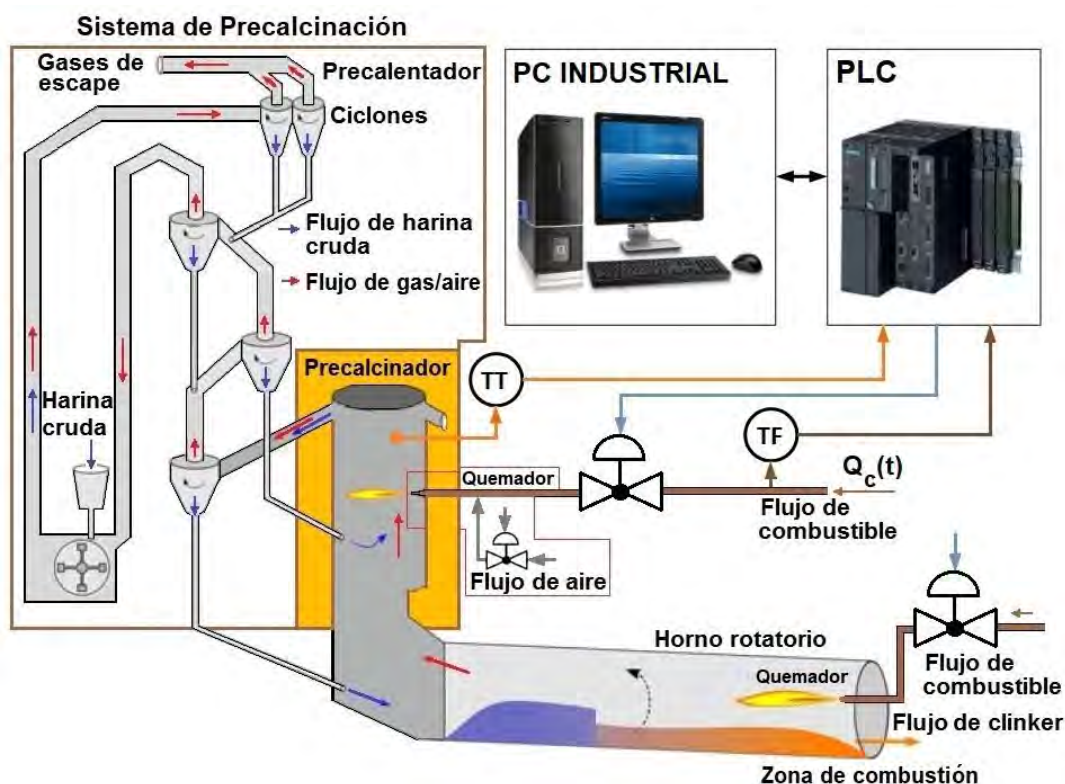 Sistema de Precalcinación
Gases de
escape
Precalentador
Ciclones
Flujo de harina
cruda
Flujo de gas/aire
Harina
cruda
Precalcinador
PC INDUSTRIAL
PLC
TT
TF
Qc(t)
Quemador
Flujo de
combustible
Flujo de aire
Horno rotatorio
Quemador
Flujo de
combustible
Flujo de clinker
Zona de combustión